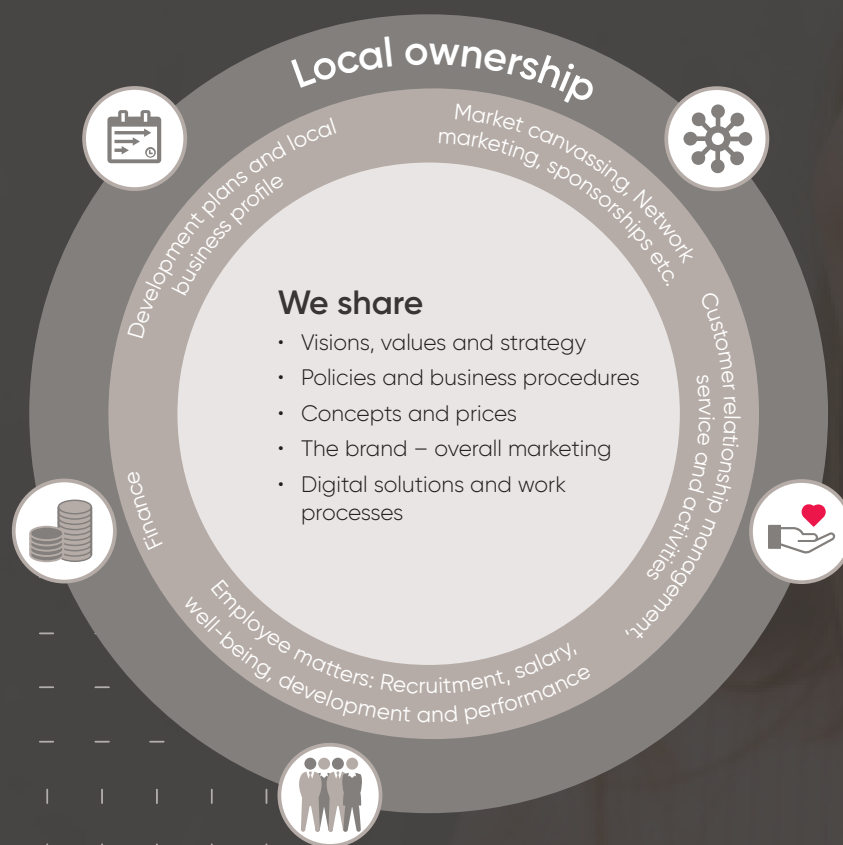 Local ownership
Development plans and local
business profile
Market canvassing, Network
marketing, sponsorships etc.
Customer relationship management,
service and activities
Employee matters: Recruitment, salary,
well-being, development and performance
Finance
We share
• Visions, values and strategy
• Policies and business procedures
• Concepts and prices
• The brand – overall marketing
• Digital solutions and work
processes